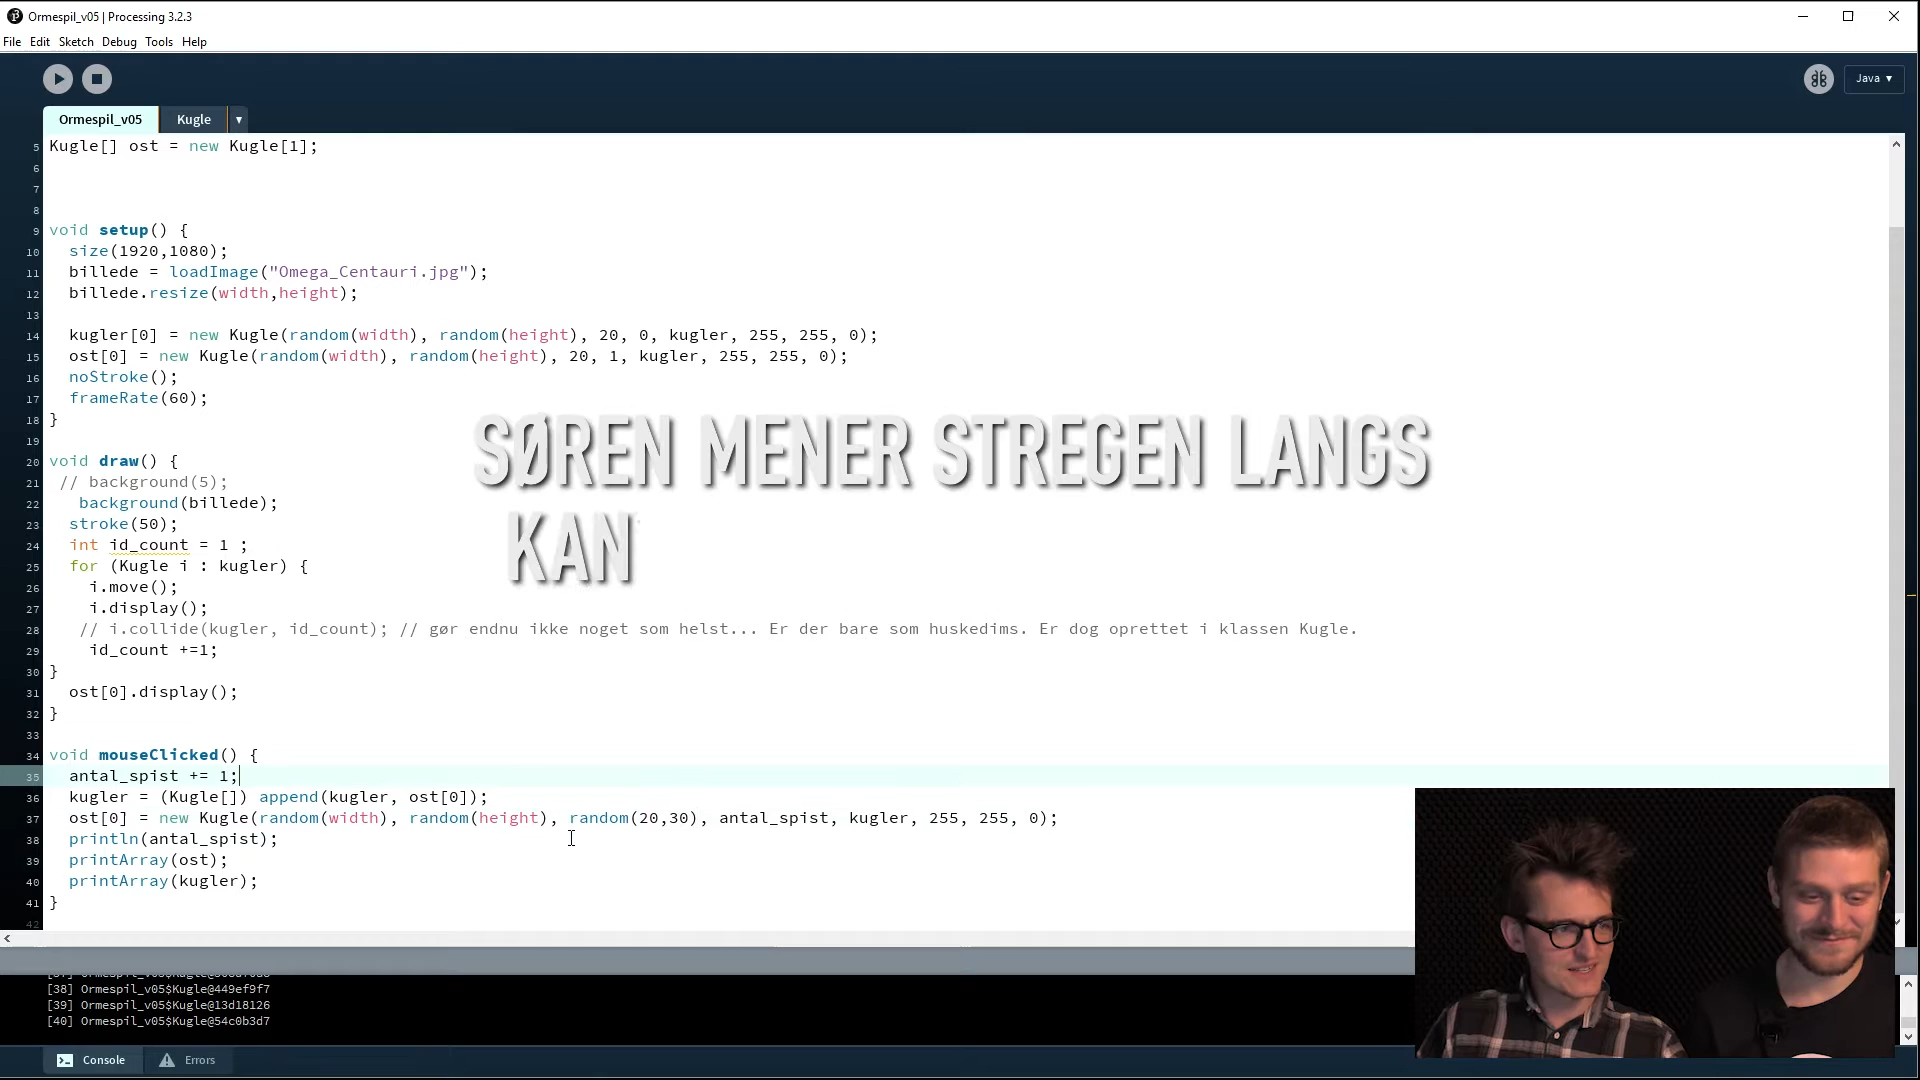 Ormespil_v05 | Processing 3.2.3
File Edit Sketch Debug Tools Help
Java ▾
Ormespil_v05 Kugle ▾
5 Kugle[] ost = new Kugle[1];
6
7
8
9 void setup() {
10 size(1920,1080);
11 billede = loadImage("Omega_Centauri.jpg");
12 billede.resize(width,height);
13
14 kugler[0] = new Kugle(random(width), random(height), 20, 0, kugler, 255, 255, 0);
15 ost[0] = new Kugle(random(width), random(height), 20, 1, kugler, 255, 255, 0);
16 noStroke();
17 frameRate(60);
18 }
19
20 void draw() {
21 // background(5);
22 background(billede);
23 stroke(50);
24 int id_count = 1 ;
25 for (Kugle i : kugler) {
26 i.move();
27 i.display();
28 // i.collide(kugler, id_count); // gør endnu ikke noget som helst... Er der bare som huskedims. Er dog oprettet i klassen Kugle.
29 id_count +=1;
30 }
31 ost[0].display();
32 }
33
34 void mouseClicked() {
35 antal_spist += 1;
36 kugler = (Kugle[]) append(kugler, ost[0]);
37 ost[0] = new Kugle(random(width), random(height), random(20,30), antal_spist, kugler, 255, 255, 0);
38 println(antal_spist);
39 printArray(ost);
40 printArray(kugler);
41 }
42
SØREN MENER STREGEN LANGS
KAN
[38] Ormespil_v05$Kugle@449ef9f7
[39] Ormespil_v05$Kugle@13d18126
[40] Ormespil_v05$Kugle@54c0b3d7
Console Errors